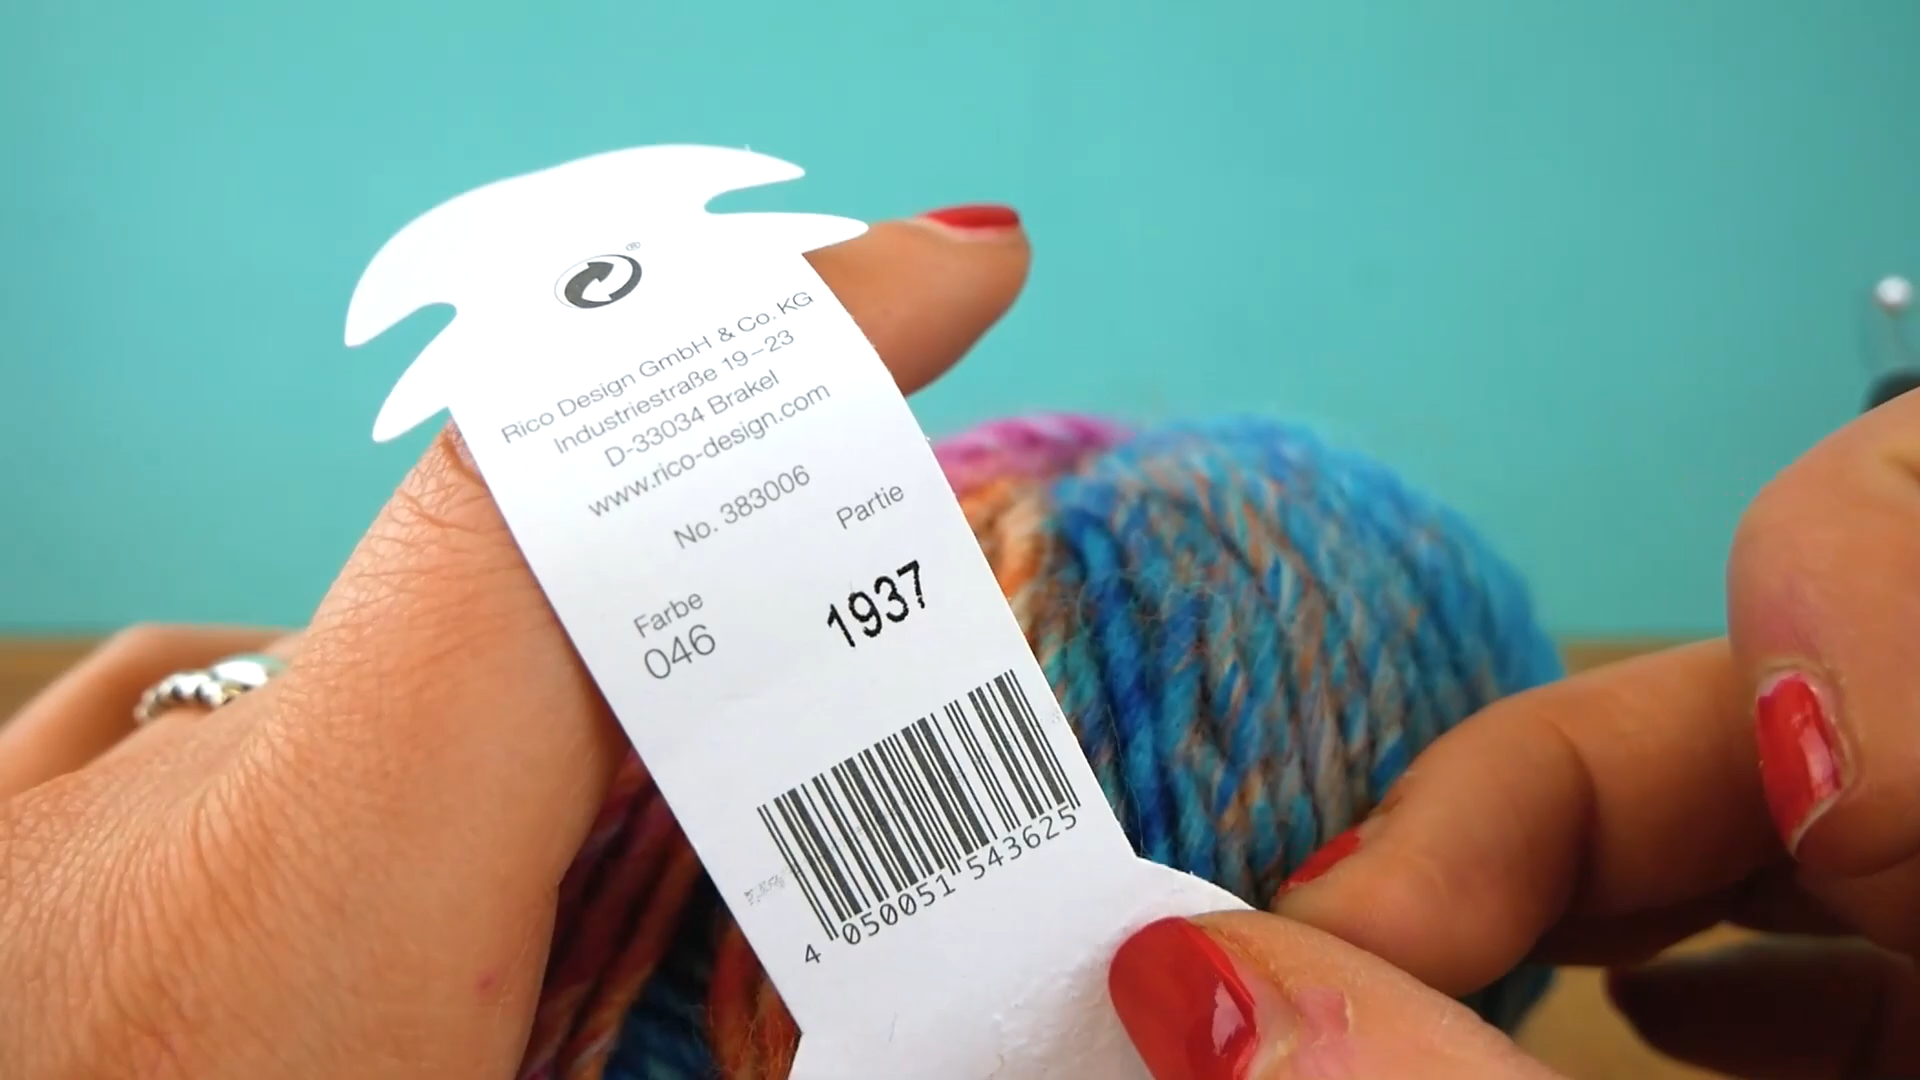 ®
Rico Design GmbH & Co. KG
Industriestraße 19–23
D-33034 Brakel
www.rico-design.com
No. 383006
Partie
Farbe
046
1937
4 050051 543625